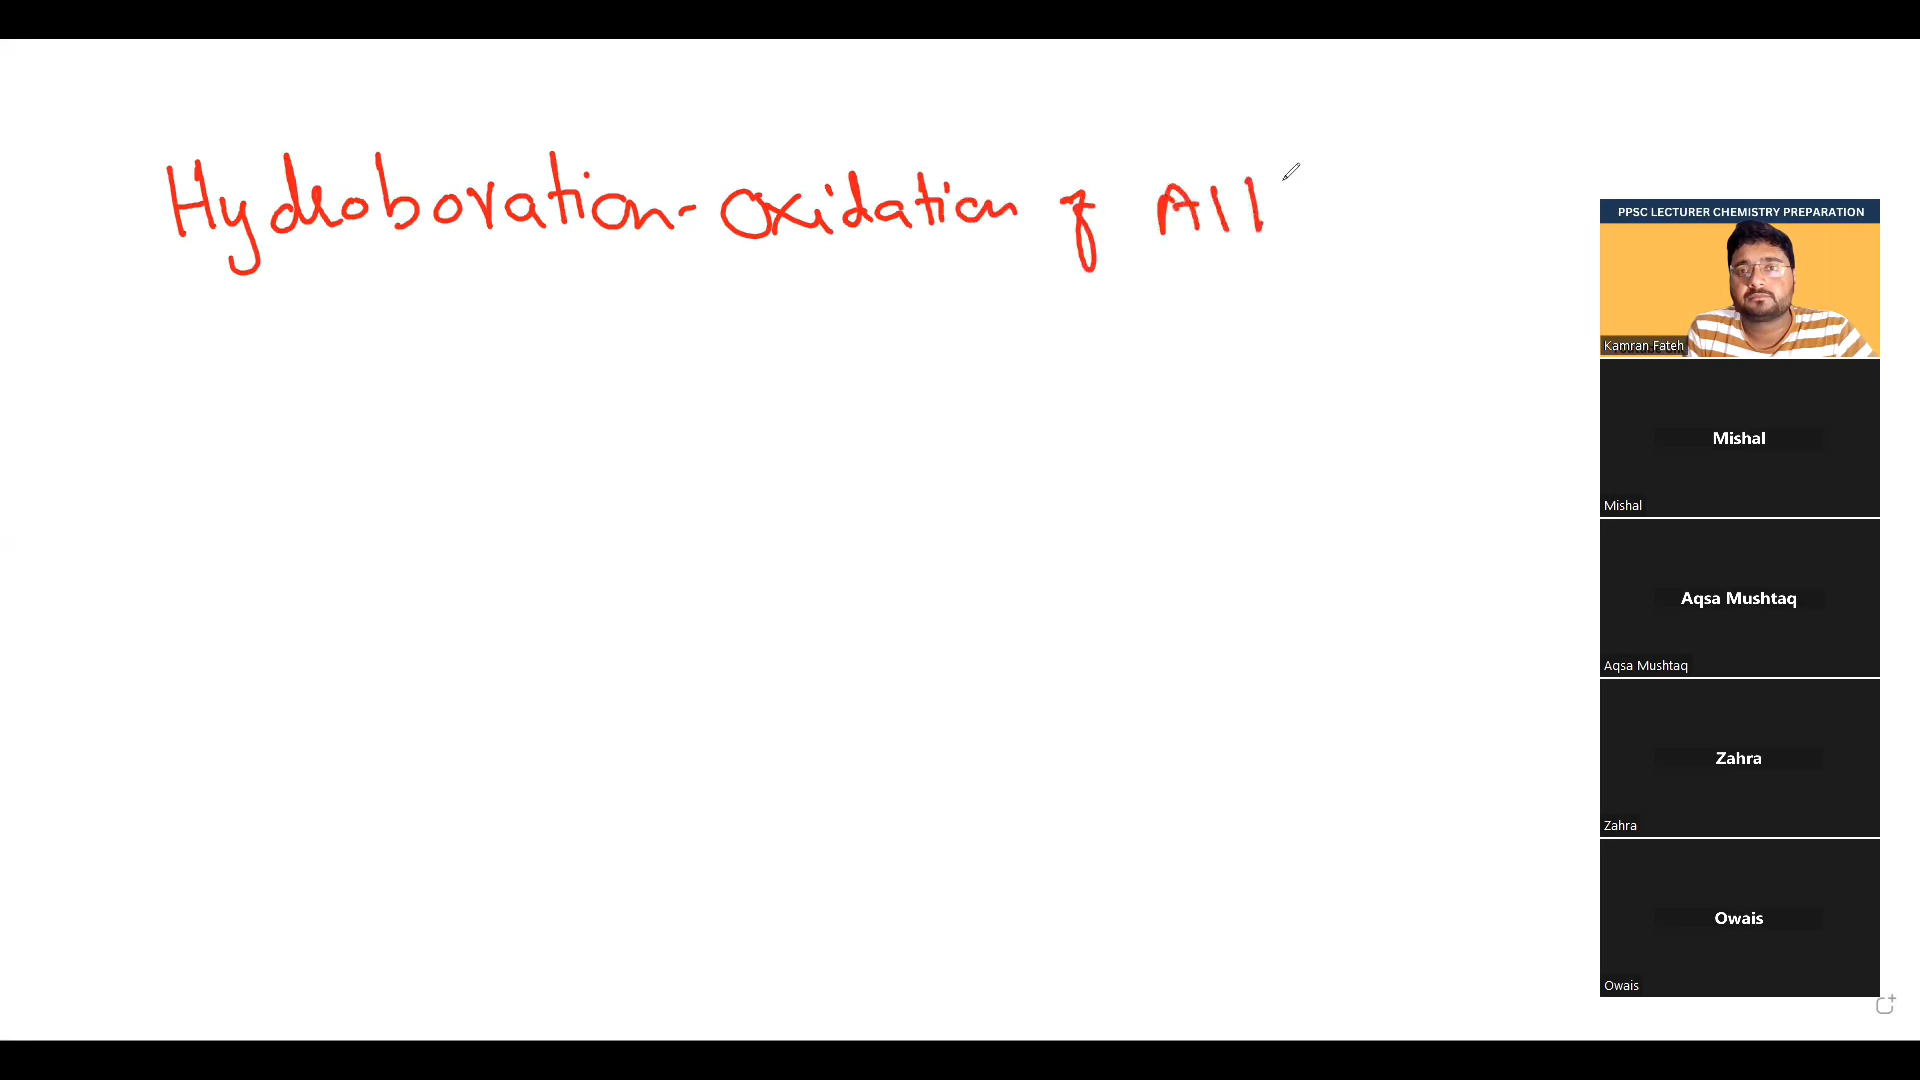 Hydroboration-Oxidation of All
PPSC LECTURER CHEMISTRY PREPARATION
Kamran Fateh
Mishal
Mishal
Aqsa Mushtaq
Aqsa Mushtaq
Zahra
Zahra
Owais
Owais